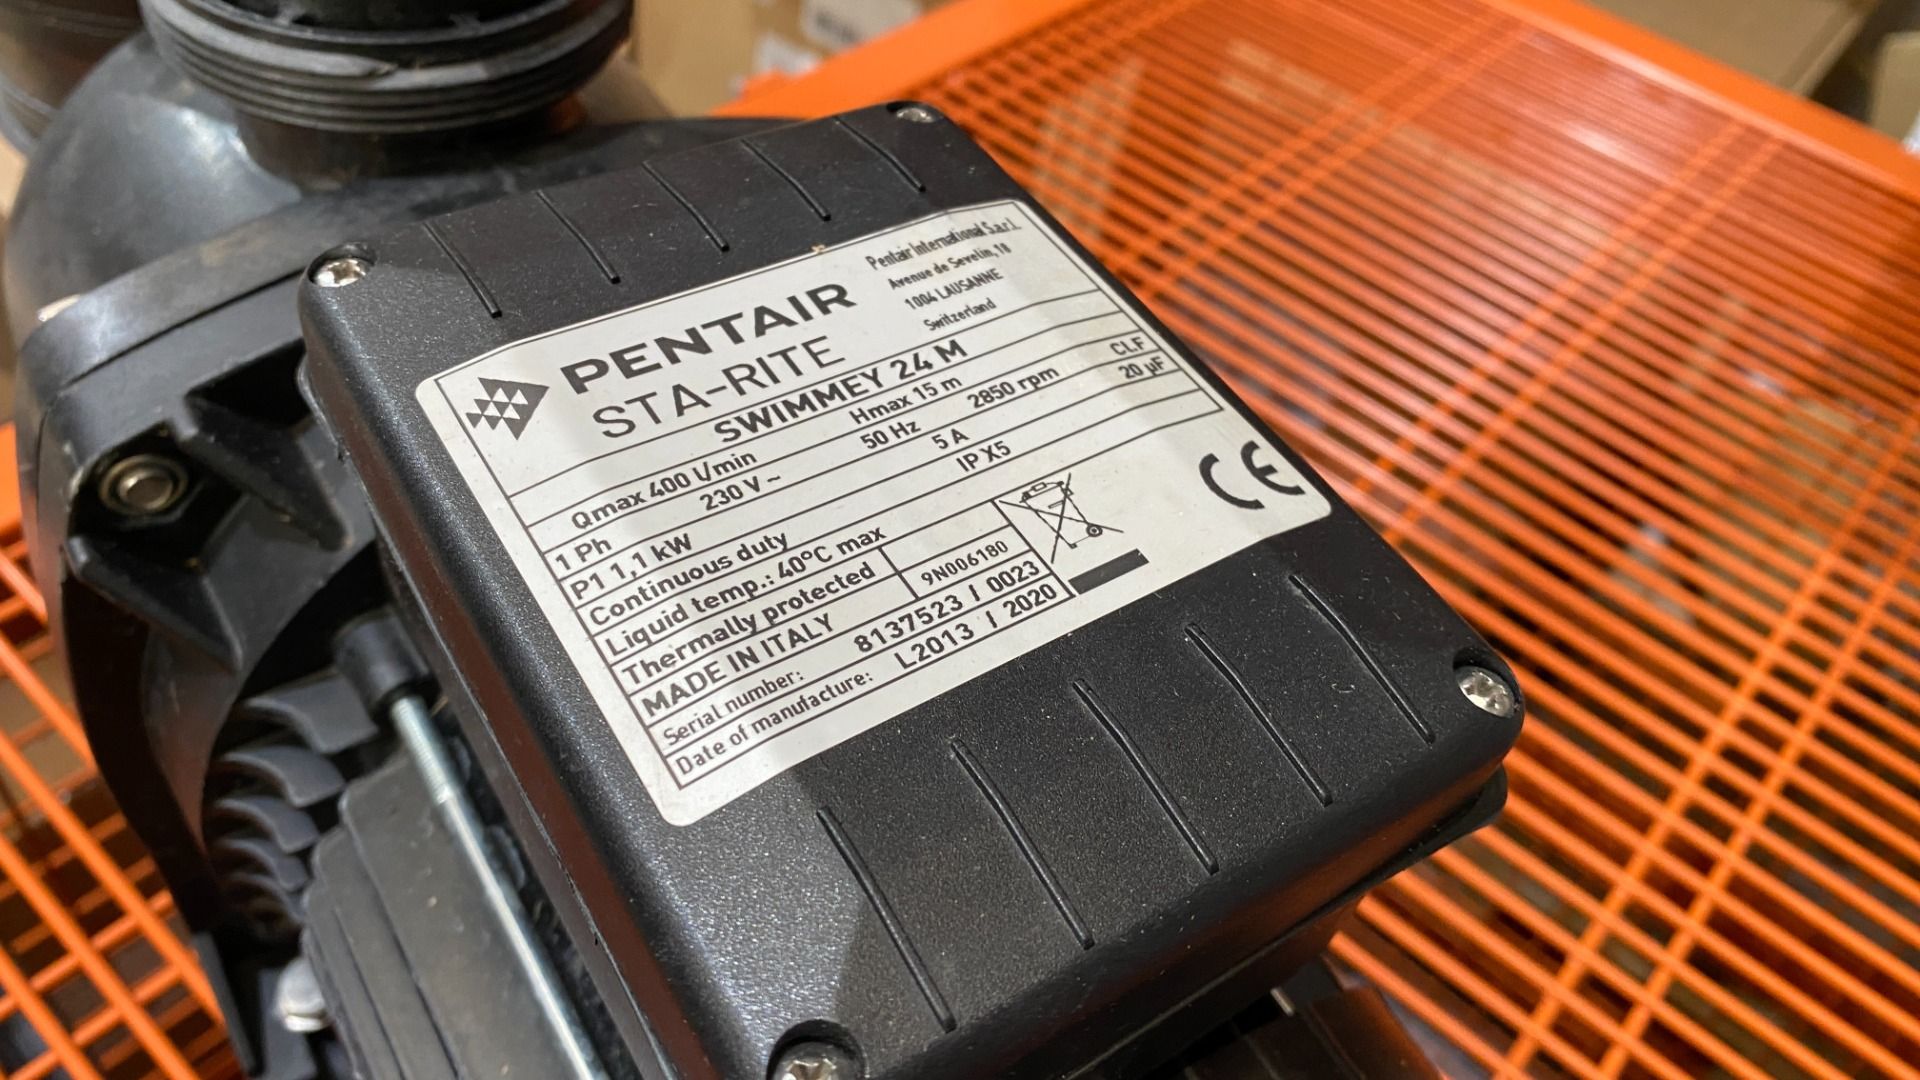 PENTAIR
STA-RITE
Pentair International S.a.r.l.
Avenue de Sevelin, 18
1004 LAUSANNE
Switzerland
SWIMMEY 24 M
Qmax 400 l/min Hmax 15 m
1 Ph 230 V ~ 50 Hz 2850 rpm CLF
P1 1,1 kW 5 A 20 µF
Continuous duty IP X5
Liquid temp.: 40°C max
Thermally protected 9N006180
MADE IN ITALY
Serial number: 8137523 / 0023
Date of manufacture: L2013 / 2020
CE